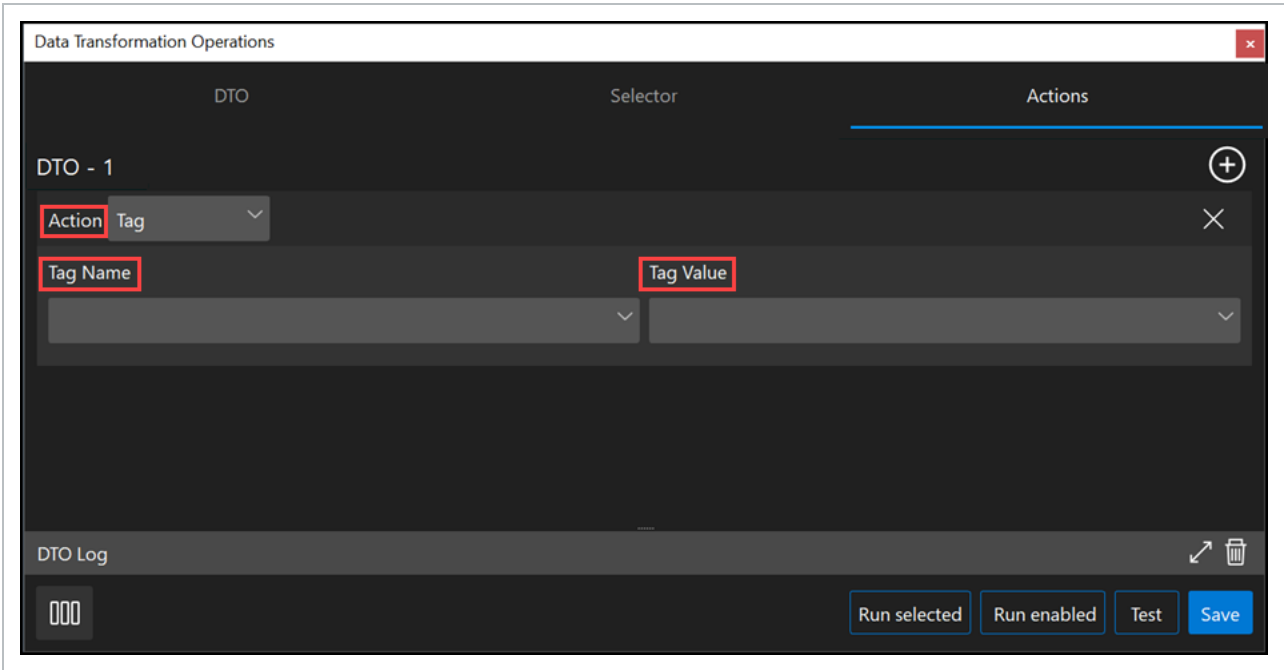 Data Transformation Operations
DTO Selector Actions
DTO - 1
Action Tag
Tag Name Tag Value
DTO Log
Run selected Run enabled Test Save